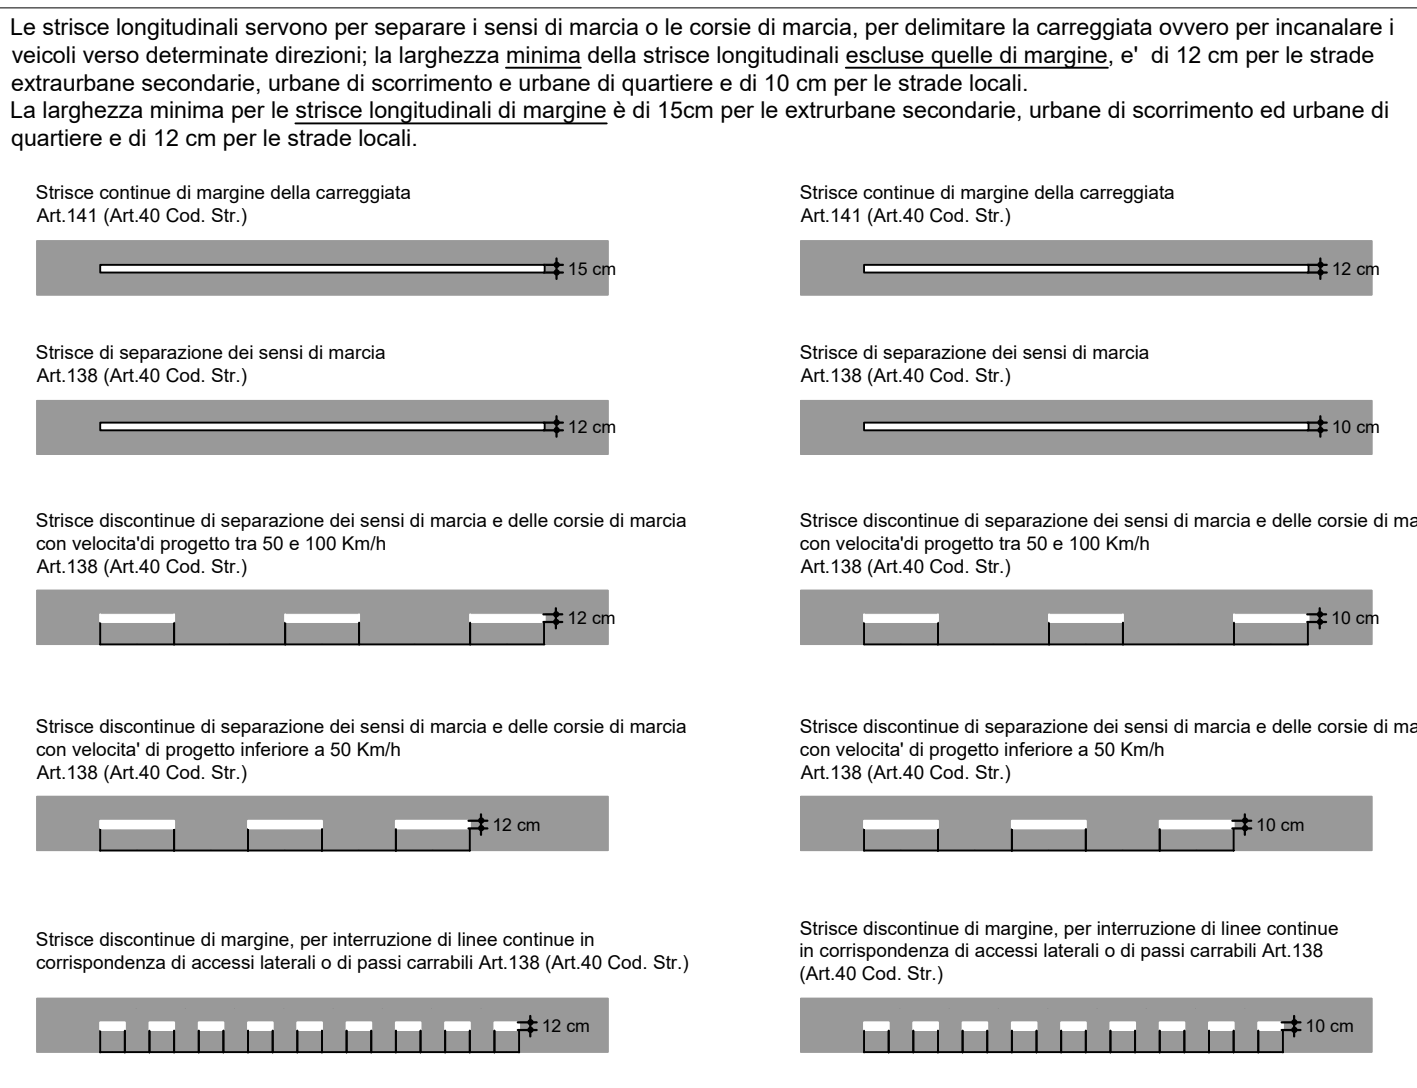 Le strisce longitudinali servono per separare i sensi di marcia o le corsie di marcia, per delimitare la carreggiata ovvero per incanalare i
veicoli verso determinate direzioni; la larghezza minima della strisce longitudinali escluse quelle di margine, e' di 12 cm per le strade
extraurbane secondarie, urbane di scorrimento e urbane di quartiere e di 10 cm per le strade locali.
La larghezza minima per le strisce longitudinali di margine è di 15cm per le extrurbane secondarie, urbane di scorrimento ed urbane di
quartiere e di 12 cm per le strade locali.
Strisce continue di margine della carreggiata
Art.141 (Art.40 Cod. Str.)
15 cm
Strisce di separazione dei sensi di marcia
Art.138 (Art.40 Cod. Str.)
12 cm
Strisce discontinue di separazione dei sensi di marcia e delle corsie di marcia
con velocita'di progetto tra 50 e 100 Km/h
Art.138 (Art.40 Cod. Str.)
12 cm
Strisce discontinue di separazione dei sensi di marcia e delle corsie di marcia
con velocita' di progetto inferiore a 50 Km/h
Art.138 (Art.40 Cod. Str.)
12 cm
Strisce discontinue di margine, per interruzione di linee continue in
corrispondenza di accessi laterali o di passi carrabili Art.138 (Art.40 Cod. Str.)
12 cm
Strisce continue di margine della carreggiata
Art.141 (Art.40 Cod. Str.)
12 cm
Strisce di separazione dei sensi di marcia
Art.138 (Art.40 Cod. Str.)
10 cm
Strisce discontinue di separazione dei sensi di marcia e delle corsie di ma
con velocita'di progetto tra 50 e 100 Km/h
Art.138 (Art.40 Cod. Str.)
10 cm
Strisce discontinue di separazione dei sensi di marcia e delle corsie di ma
con velocita' di progetto inferiore a 50 Km/h
Art.138 (Art.40 Cod. Str.)
10 cm
Strisce discontinue di margine, per interruzione di linee continue
in corrispondenza di accessi laterali o di passi carrabili Art.138
(Art.40 Cod. Str.)
10 cm